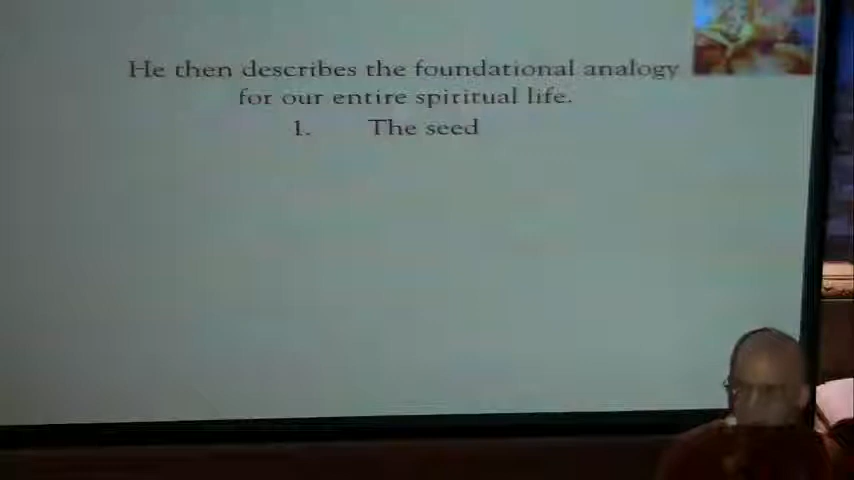 He then describes the foundational analogy
for our entire spiritual life.
1. The seed